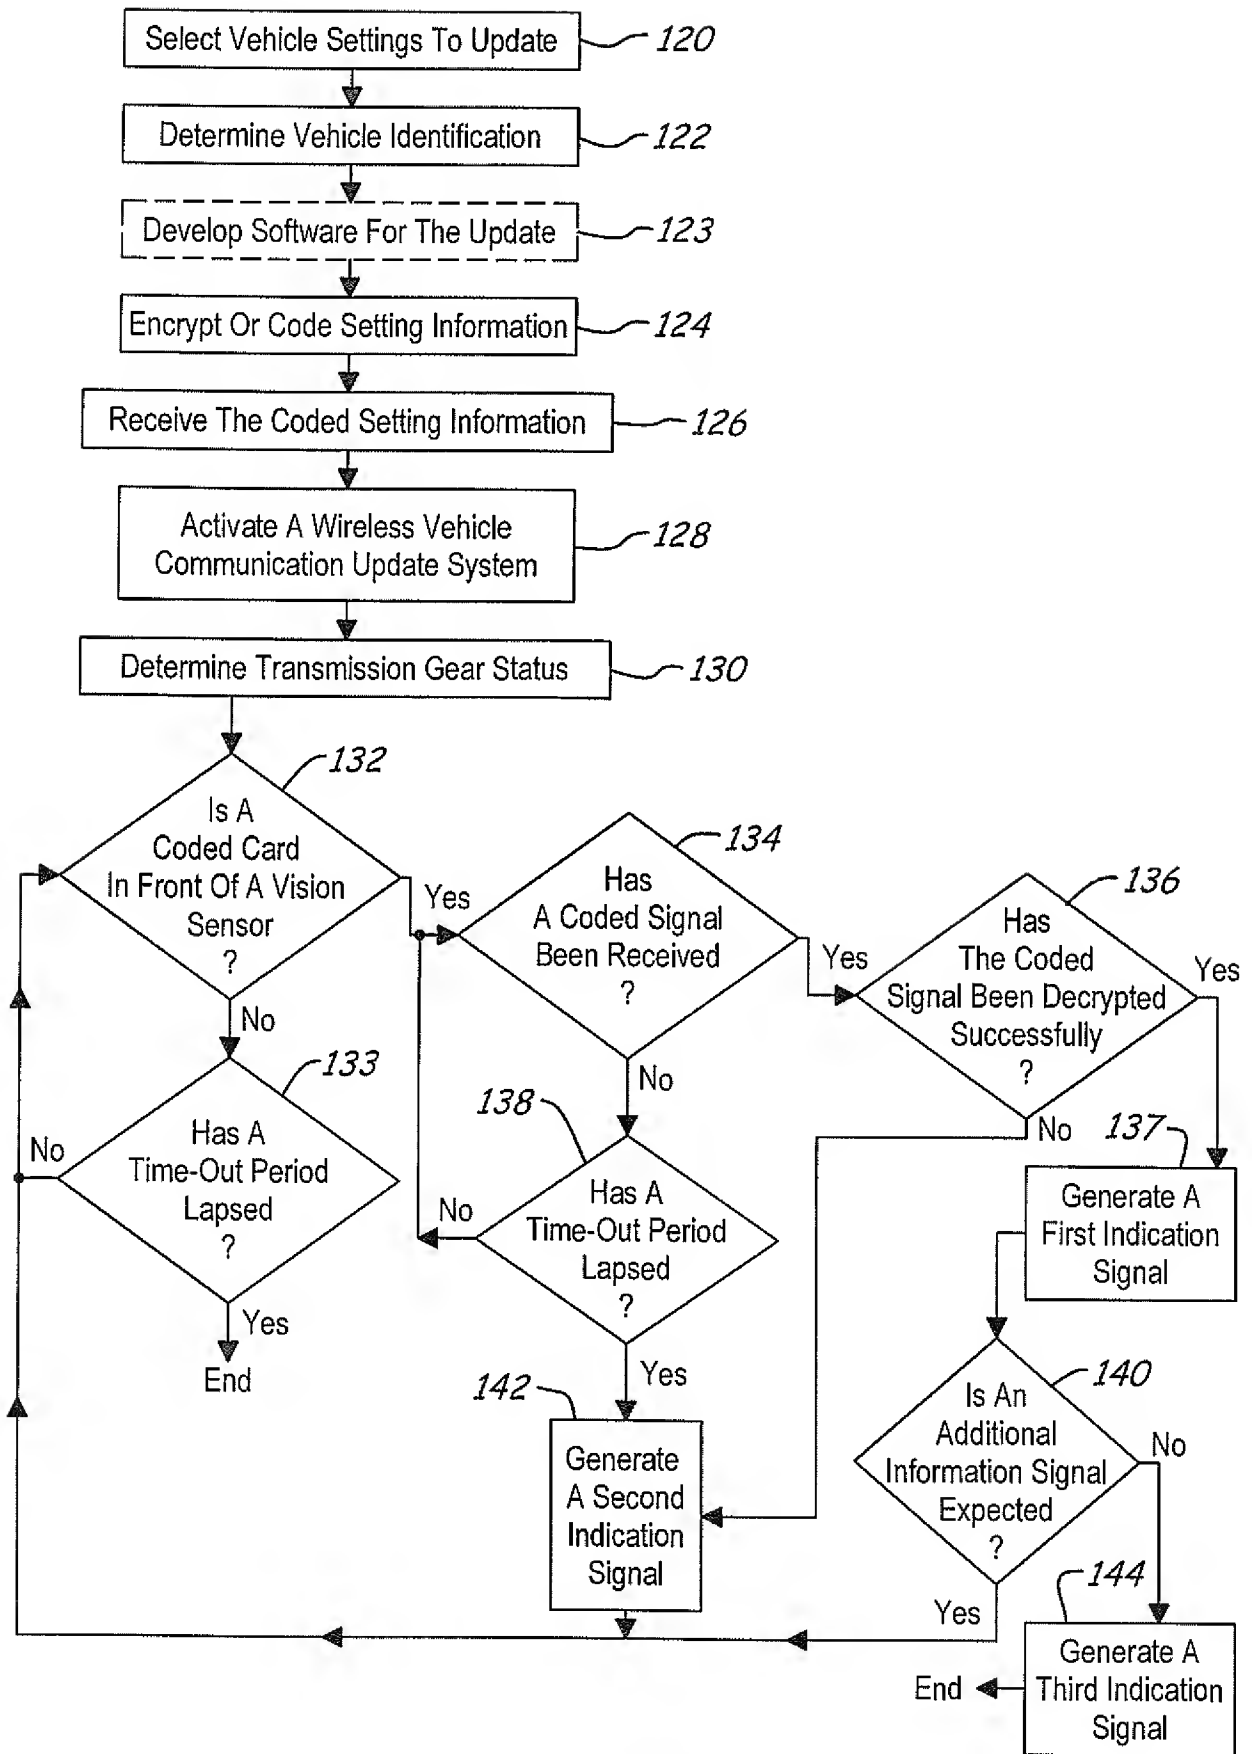 Select Vehicle Settings To Update
120
Determine Vehicle Identification
122
Develop Software For The Update
123
Encrypt Or Code Setting Information
124
Receive The Coded Setting Information
126
Activate A Wireless Vehicle
Communication Update System
128
Determine Transmission Gear Status
130
132
Is A
Coded Card
In Front Of A Vision
Sensor
?
Yes
No
134
Has
A Coded Signal
Been Received
?
Yes
No
136
Has
The Coded
Signal Been Decrypted
Successfully
?
Yes
No
133
Has A
Time-Out Period
Lapsed
?
No
Yes
End
138
Has A
Time-Out Period
Lapsed
?
No
Yes
137
Generate A
First Indication
Signal
142
Generate
A Second
Indication
Signal
140
Is An
Additional
Information Signal
Expected
?
No
Yes
144
Generate A
Third Indication
Signal
End